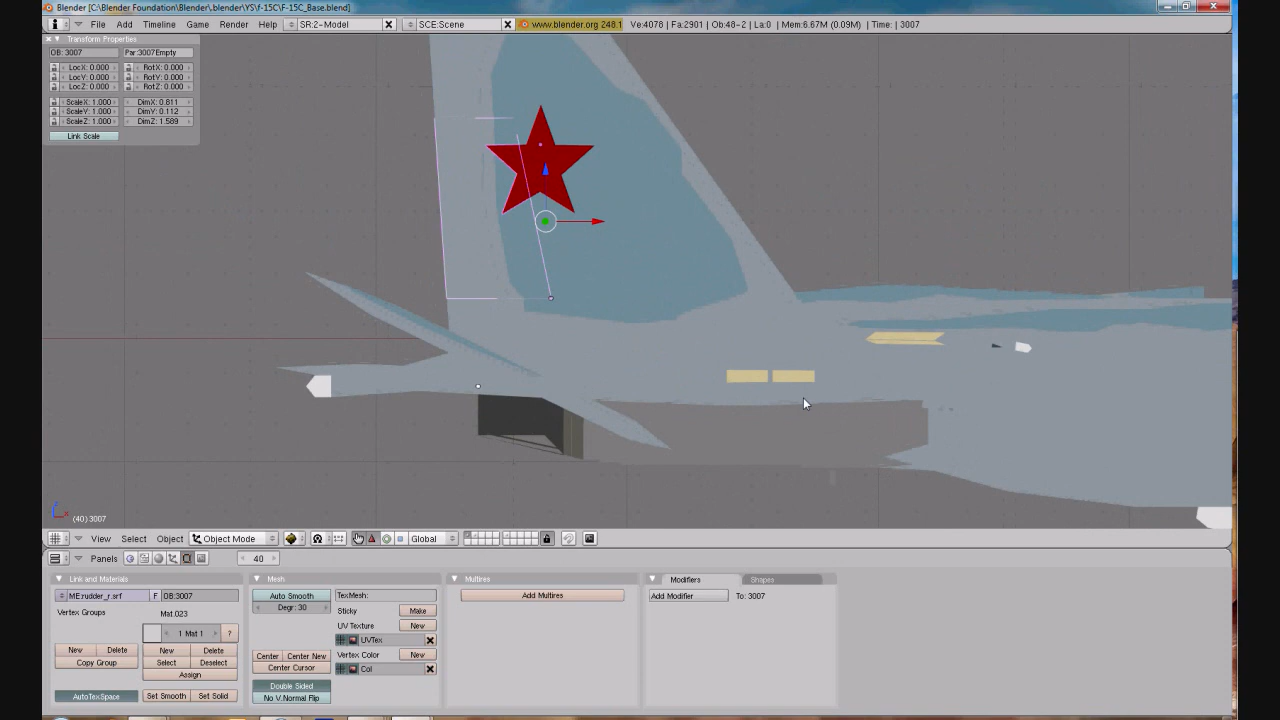 Blender [C:\Blender Foundation\Blender\.blender\YS\f-15C\F-15C_Base.blend]
File Add Timeline Game Render Help SR:2-Model SCE:Scene www.blender.org 248.1 Ve:4078 | Fa:2901 | Ob:48-2 | La:0 | Mem:6.67M (0.09M) | Time: | 3007
Transform Properties
OB: 3007 Par:3007Empty
LocX: 0.000 RotX: 0.000
LocY: 0.000 RotY: 0.000
LocZ: 0.000 RotZ: 0.000
ScaleX: 1.000 DimX: 0.811
ScaleY: 1.000 DimY: 0.112
ScaleZ: 1.000 DimZ: 1.589
Link Scale
(40) 3007
View Select Object Object Mode Global
Panels 40
Link and Materials Mesh Multires Modifiers Shapes
ME:rudder_r.srf F OB:3007 Auto Smooth TexMesh: Add Multires Add Modifier To: 3007
Degr: 30
Vertex Groups Mat.023 Sticky Make
UV Texture New
1 Mat 1 ? UVTex
New Delete New Delete Center Center New Vertex Color New
Copy Group Select Deselect Center Cursor Col
Assign
Double Sided
AutoTexSpace Set Smooth Set Solid No V.Normal Flip